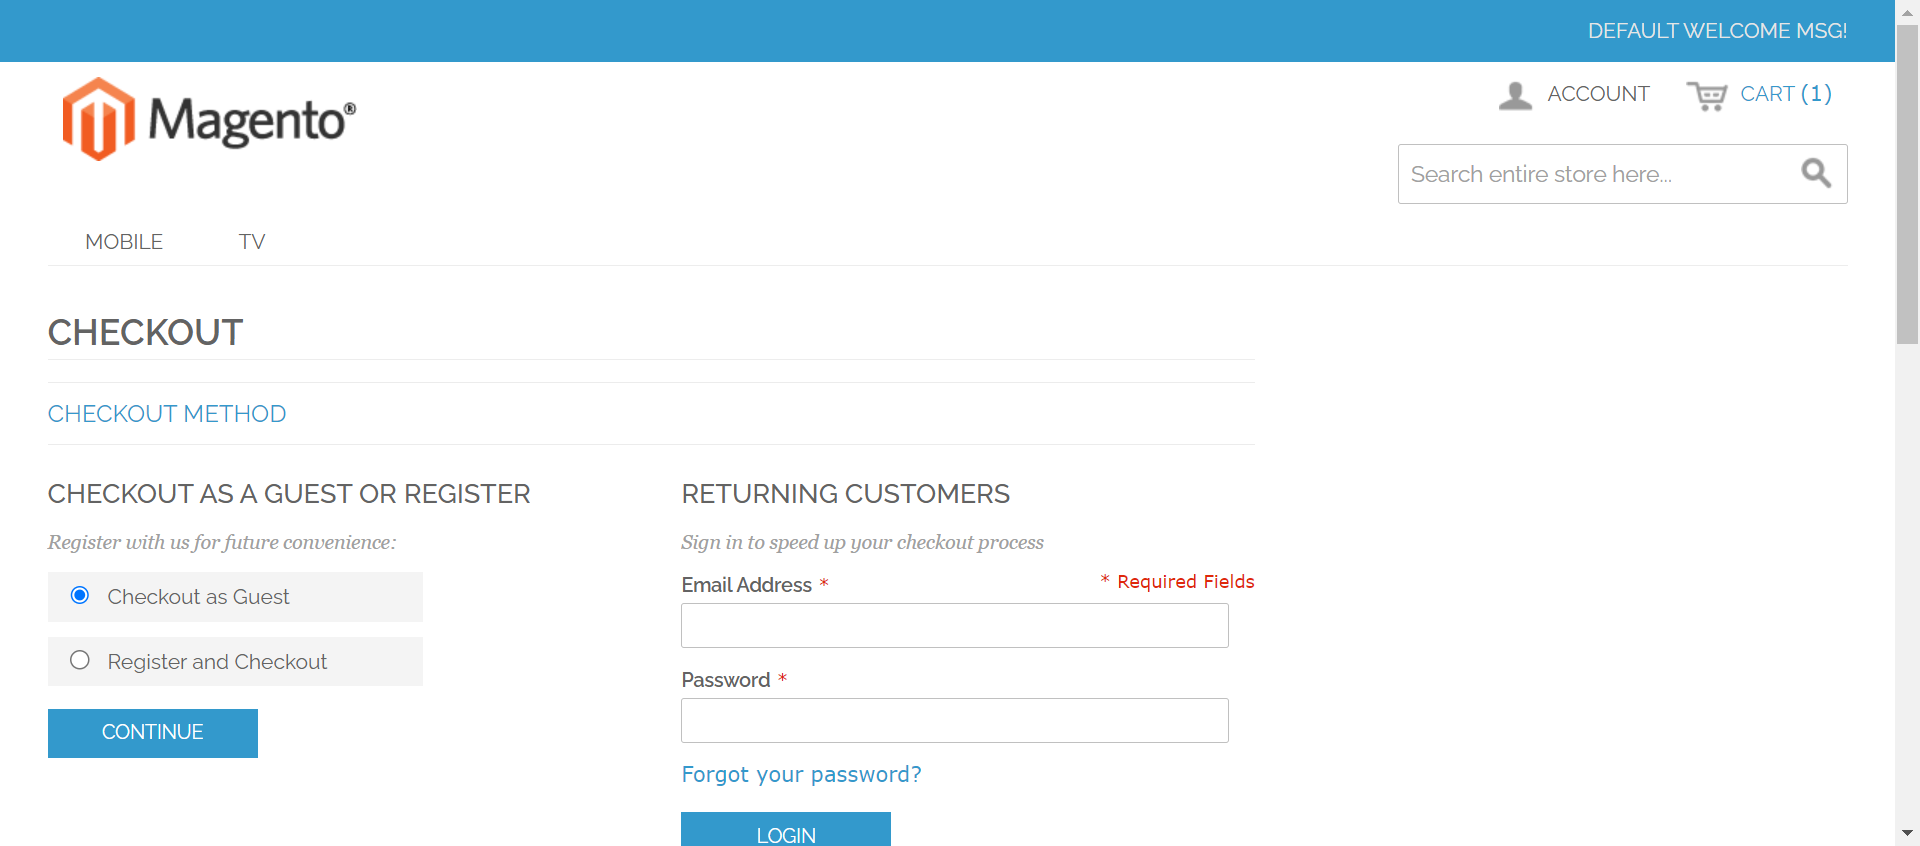 DEFAULT WELCOME MSG!
Magento®
ACCOUNT
CART (1)
Search entire store here...
MOBILE
TV
CHECKOUT
CHECKOUT METHOD
CHECKOUT AS A GUEST OR REGISTER
Register with us for future convenience:
Checkout as Guest
Register and Checkout
CONTINUE
RETURNING CUSTOMERS
Sign in to speed up your checkout process
* Required Fields
Email Address *
Password *
Forgot your password?
LOGIN